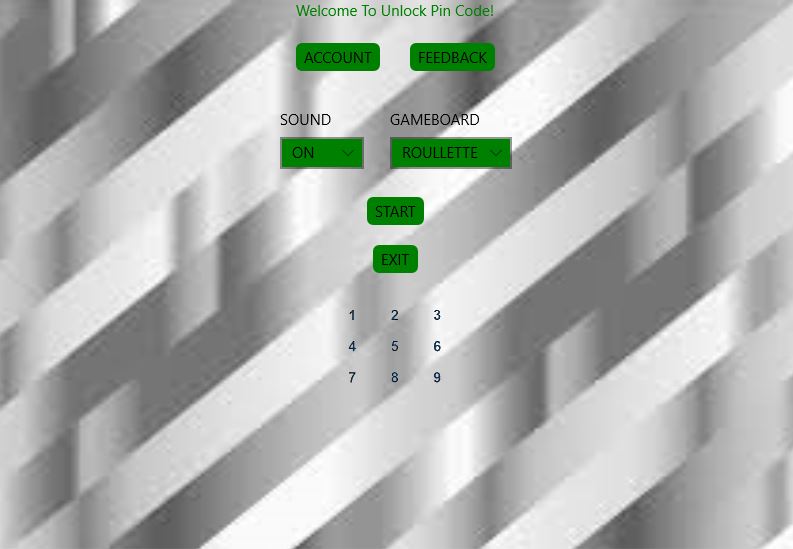 Welcome To Unlock Pin Code!
ACCOUNT FEEDBACK
SOUND GAMEBOARD
ON ROULLETTE
START
EXIT
1 2 3
4 5 6
7 8 9